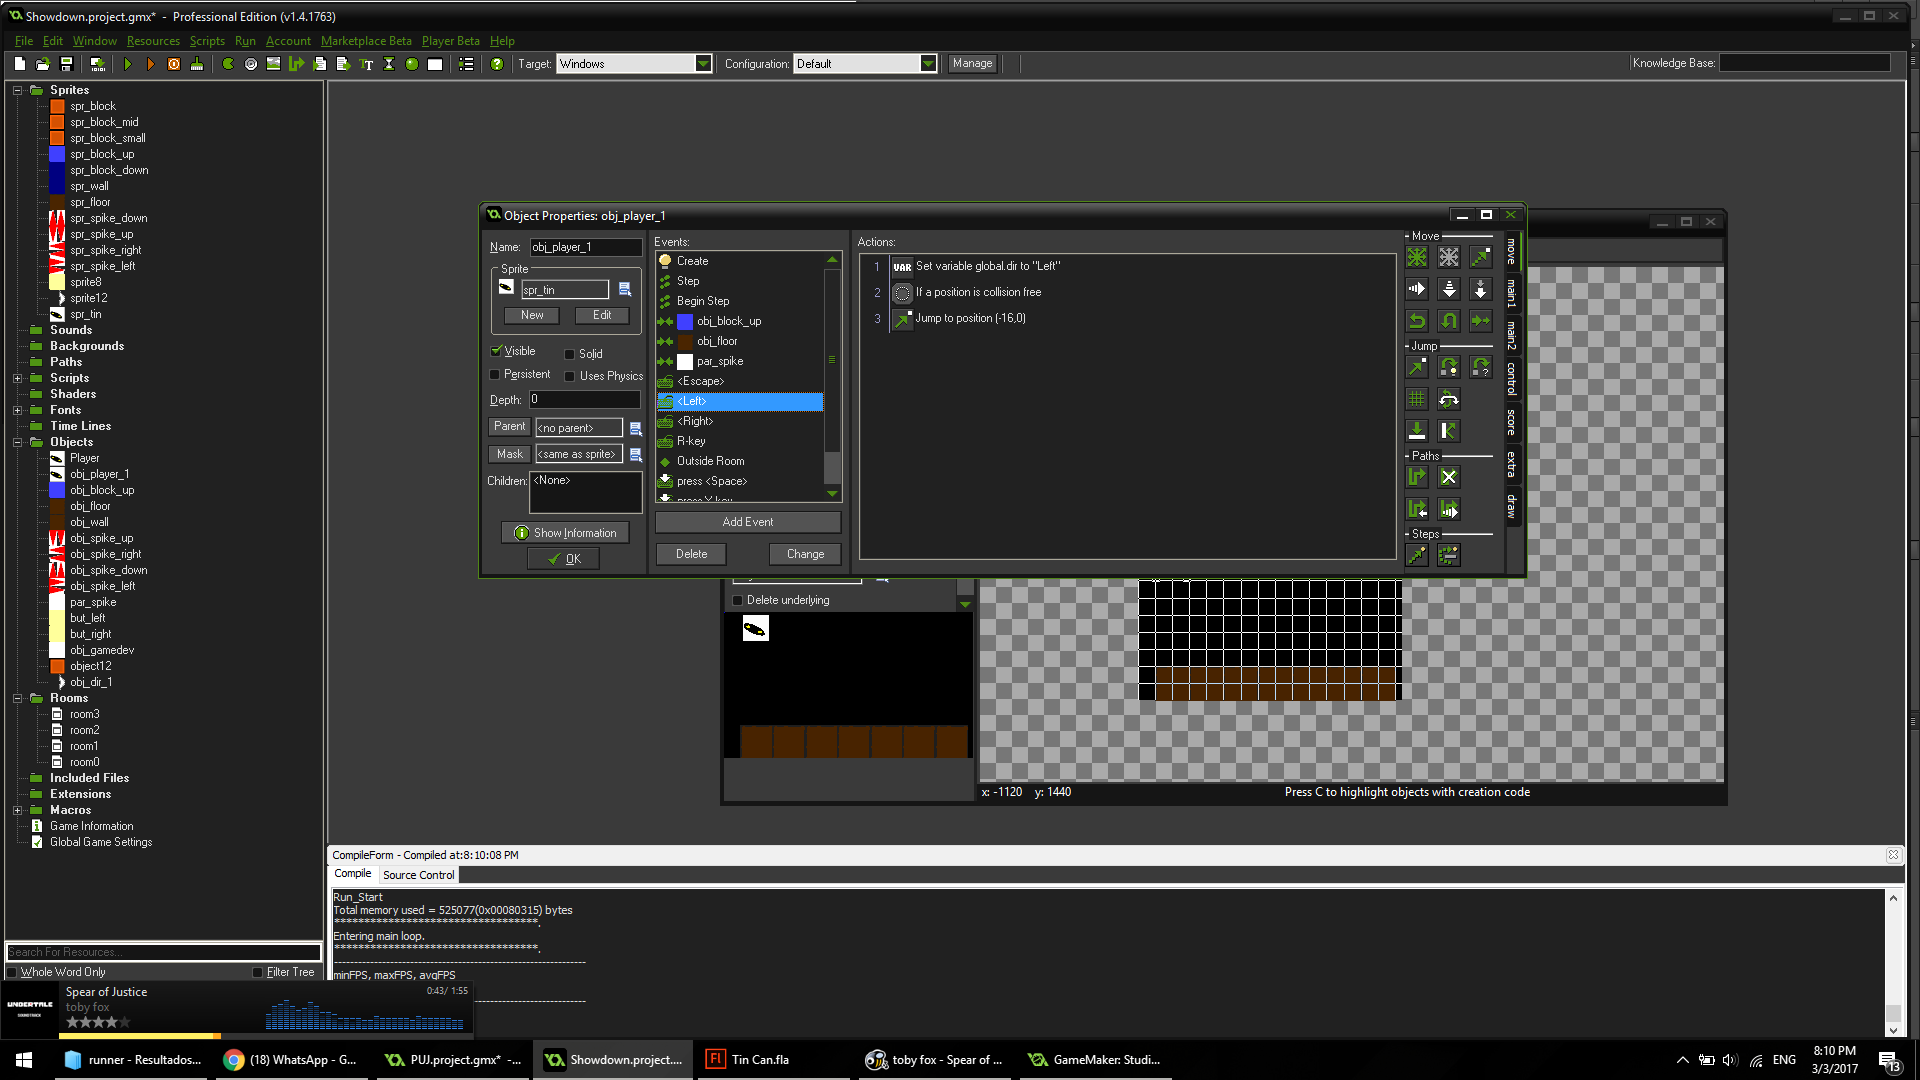 Showdown.project.gmx* - Professional Edition (v1.4.1763)
File Edit Window Resources Scripts Run Account Marketplace Beta Player Beta Help
Target: Windows Configuration: Default Manage Knowledge Base:
Sprites
spr_block
spr_block_mid
spr_block_small
spr_block_up
spr_block_down
spr_wall
spr_floor
spr_spike_down
spr_spike_up
spr_spike_right
spr_spike_left
sprite8
sprite12
spr_tin
Sounds
Backgrounds
Paths
Scripts
Shaders
Fonts
Time Lines
Objects
Player
obj_player_1
obj_block_up
obj_floor
obj_wall
obj_spike_up
obj_spike_right
obj_spike_down
obj_spike_left
par_spike
but_left
but_right
obj_gamedev
object12
obj_dir_1
Rooms
room3
room2
room1
room0
Included Files
Extensions
Macros
Game Information
Global Game Settings
Search For Resources...
Whole Word Only Filter Tree
Object Properties: obj_player_1
Name: obj_player_1
Sprite
spr_tin
New Edit
Visible Solid
Persistent Uses Physics
Depth: 0
Parent <no parent>
Mask <same as sprite>
Children: <None>
Show Information
OK
Events:
Create
Step
Begin Step
obj_block_up
obj_floor
par_spike
<Escape>
<Left>
<Right>
R-key
Outside Room
press <Space>
press Y-key
Add Event
Delete Change
Actions:
1 VAR Set variable global.dir to "Left"
2 If a position is collision free
3 Jump to position (-16,0)
Move
Jump
Paths
Steps
move
main1
main2
control
score
extra
draw
Delete underlying
x: -1120 y: 1440 Press C to highlight objects with creation code
CompileForm - Compiled at:8:10:08 PM
Compile Source Control
Run_Start
Total memory used = 525077(0x00080315) bytes
***********************************.
Entering main loop.
***********************************.
minFPS, maxFPS, avgFPS
UNDERTALE
SOUNDTRACK
Spear of Justice 0:43/ 1:55
toby fox
runner - Resultados... (18) WhatsApp - G... PUJ.project.gmx* -... Showdown.project.... Tin Can.fla toby fox - Spear of ... GameMaker: Studi... ENG 8:10 PM
3/3/2017 13